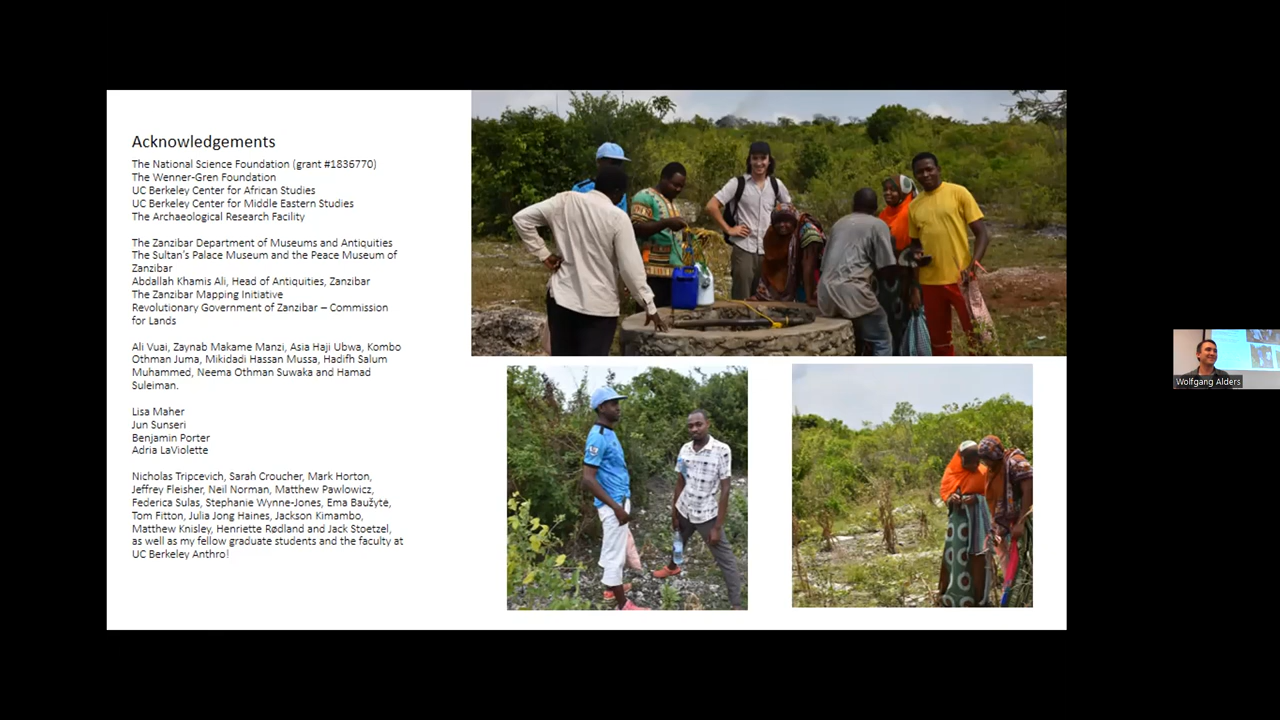 Acknowledgements
The National Science Foundation (grant #1836770)
The Wenner-Gren Foundation
UC Berkeley Center for African Studies
UC Berkeley Center for Middle Eastern Studies
The Archaeological Research Facility
The Zanzibar Department of Museums and Antiquities
The Sultan's Palace Museum and the Peace Museum of
Zanzibar
Abdallah Khamis Ali, Head of Antiquities, Zanzibar
The Zanzibar Mapping Initiative
Revolutionary Government of Zanzibar – Commission
for Lands
Ali Vuai, Zaynab Makame Manzi, Asia Haji Ubwa, Kombo
Othman Juma, Mikidadi Hassan Mussa, Hadifh Salum
Muhammed, Neema Othman Suwaka and Hamad
Suleiman.
Lisa Maher
Jun Sunseri
Benjamin Porter
Adria LaViolette
Nicholas Tripcevich, Sarah Croucher, Mark Horton,
Jeffrey Fleisher, Neil Norman, Matthew Pawlowicz,
Federica Sulas, Stephanie Wynne-Jones, Ema Baužyte,
Tom Fitton, Julia Jong Haines, Jackson Kimambo,
Matthew Knisley, Henriette Rødland and Jack Stoetzel,
as well as my fellow graduate students and the faculty at
UC Berkeley Anthro!
Wolfgang Alders